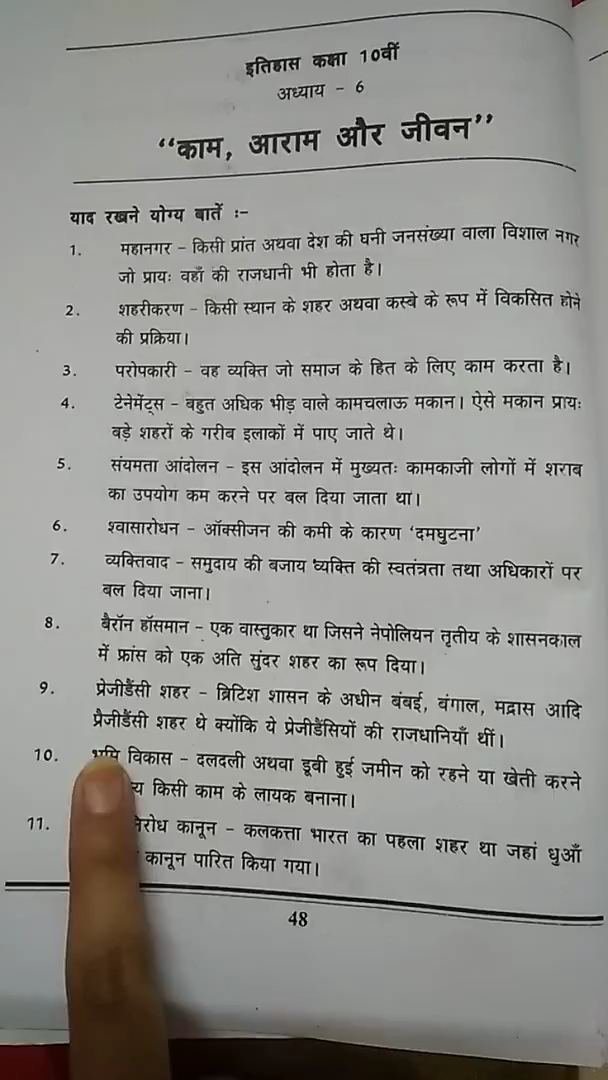 इतिहास कक्षा 10वीं
अध्याय - 6
‘‘काम, आराम और जीवन’’
याद रखने योग्य बातें :-
1. महानगर - किसी प्रांत अथवा देश की घनी जनसंख्या वाला विशाल नगर
जो प्रायः वहाँ की राजधानी भी होता है।
2. शहरीकरण - किसी स्थान के शहर अथवा कस्बे के रूप में विकसित होने
की प्रक्रिया।
3. परोपकारी - वह व्यक्ति जो समाज के हित के लिए काम करता है।
4. टेनेमेंट्स - बहुत अधिक भीड़ वाले कामचलाऊ मकान। ऐसे मकान प्रायः
बड़े शहरों के गरीब इलाकों में पाए जाते थे।
5. संयमता आंदोलन - इस आंदोलन में मुख्यतः कामकाजी लोगों में शराब
का उपयोग कम करने पर बल दिया जाता था।
6. श्वासारोधन - ऑक्सीजन की कमी के कारण ‘दमघुटना’
7. व्यक्तिवाद - समुदाय की बजाय ध्यक्ति की स्वतंत्रता तथा अधिकारों पर
बल दिया जाना।
8. बैरॉन हॉसमान - एक वास्तुकार था जिसने नेपोलियन तृतीय के शासनकाल
में फ्रांस को एक अति सुंदर शहर का रूप दिया।
9. प्रेजीडैंसी शहर - ब्रिटिश शासन के अधीन बंबई, बंगाल, मद्रास आदि
प्रैजीडैंसी शहर थे क्योंकि ये प्रेजीडैंसियों की राजधानियाँ थीं।
10. भूमि विकास - दलदली अथवा डूबी हुई जमीन को रहने या खेती करने
किसी काम के लायक बनाना।
11. कानून - कलकत्ता भारत का पहला शहर था जहां धुआँ
कानून पारित किया गया।
48